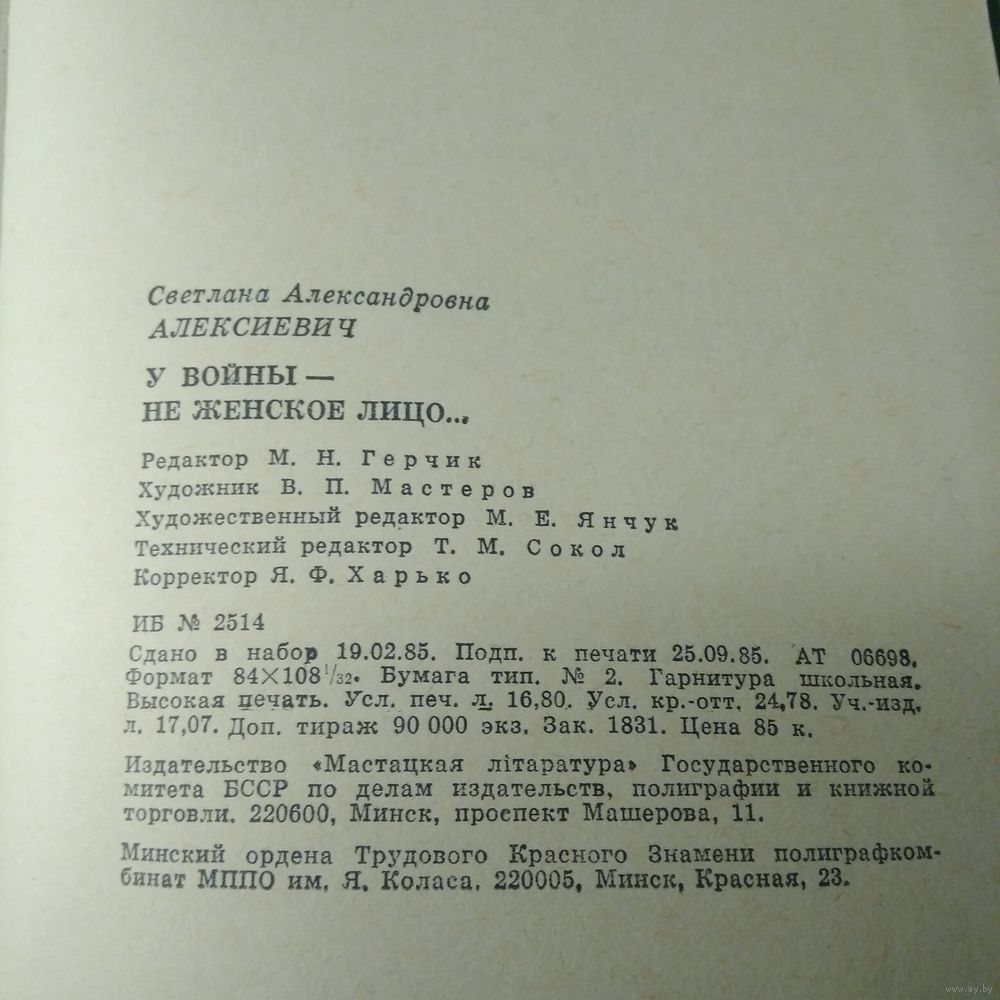 Светлана Александровна
АЛЕКСИЕВИЧ
У ВОЙНЫ —
НЕ ЖЕНСКОЕ ЛИЦО...
Редактор М. Н. Герчик
Художник В. П. Мастеров
Художественный редактор М. Е. Янчук
Технический редактор Т. М. Сокол
Корректор Я. Ф. Харько
ИБ № 2514
Сдано в набор 19.02.85. Подп. к печати 25.09.85. АТ 06698.
Формат 84×108 1/32. Бумага тип. № 2. Гарнитура школьная.
Высокая печать. Усл. печ. л. 16,80. Усл. кр.-отт. 24,78. Уч.-изд.
л. 17,07. Доп. тираж 90 000 экз. Зак. 1831. Цена 85 к.
Издательство «Мастацкая літаратура» Государственного ко-
митета БССР по делам издательств, полиграфии и книжной
торговли. 220600, Минск, проспект Машерова, 11.
Минский ордена Трудового Красного Знамени полиграфком-
бинат МППО им. Я. Коласа. 220005, Минск, Красная, 23.
www.ay.by